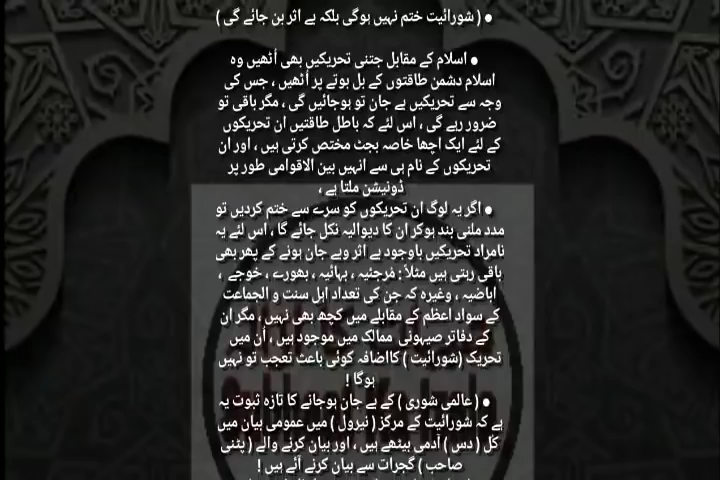 ● ( شورائیت ختم نہیں ہوگی بلکہ بے اثر بن جائے گی )
● اسلام کے مقابل جتنی تحریکیں بھی اُٹھیں وہ
اسلام دشمن طاقتوں کے بل بوتے پر اُٹھیں ، جس کی
وجہ سے تحریکیں بے جان تو ہوجائیں گی ، مگر باقی تو
ضرور رہے گی ، اس لئے کہ باطل طاقتیں ان تحریکوں
کے لئے ایک اچھا خاصہ بجٹ مختص کرتی ہیں ، اور ان
تحریکوں کے نام ہی سے انہیں بین الاقوامی طور پر
ڈونیشن ملتا ہے ،
● اگر یہ لوگ ان تحریکوں کو سرے سے ختم کردیں تو
مدد ملنی بند ہوکر ان کا دیوالیہ نکل جائے گا ، اس لئے یہ
نامراد تحریکیں باوجود بے اثر وبے جان ہونے کے پھر بھی
باقی رہتی ہیں مثلاً : مُرجئیہ ، بہائیہ ، بھورے ، خوجے ،
اباضیہ ، وغیرہ کہ جن کی تعداد اہل سنت و الجماعت
کے سواد اعظم کے مقابلے میں کچھ بھی نہیں ، مگر ان
کے دفاتر صیہونی ممالک میں موجود ہیں ، اُن میں
تحریک (شورائیت ) کااضافہ کوئی باعث تعجب تو نہیں
ہوگا !
● ( عالمی شوری ) کے بے جان ہوجانے کا تازہ ثبوت یہ
ہے کہ شورائیت کے مرکز ( نیرول ) میں عمومی بیان میں
کُل ( دس ) آدمی بیٹھے ہیں ، اور بیان کرنے والے ( پٹنی
صاحب ) گجرات سے بیان کرنے آئے ہیں !